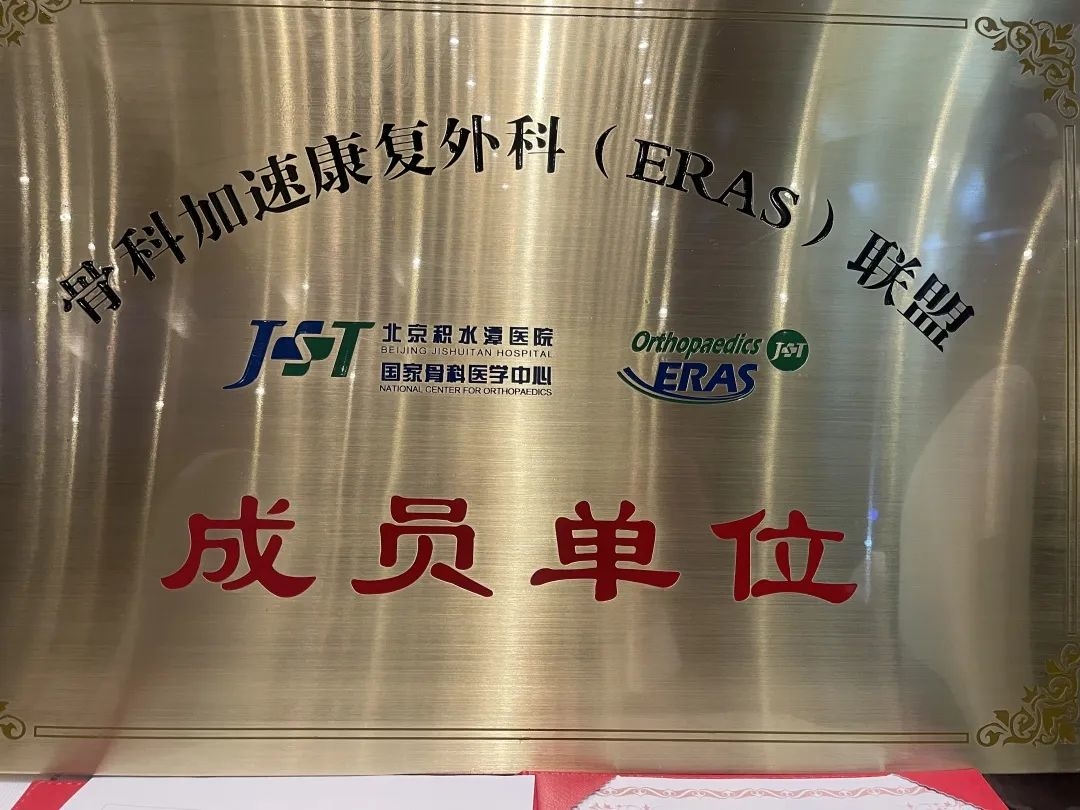 骨科加速康复外科（ERAS）联盟
JST 北京积水潭医院
BEIJING JISHUITAN HOSPITAL
国家骨科医学中心
NATIONAL CENTER FOR ORTHOPAEDICS
Orthopaedics JST
ERAS
成员单位